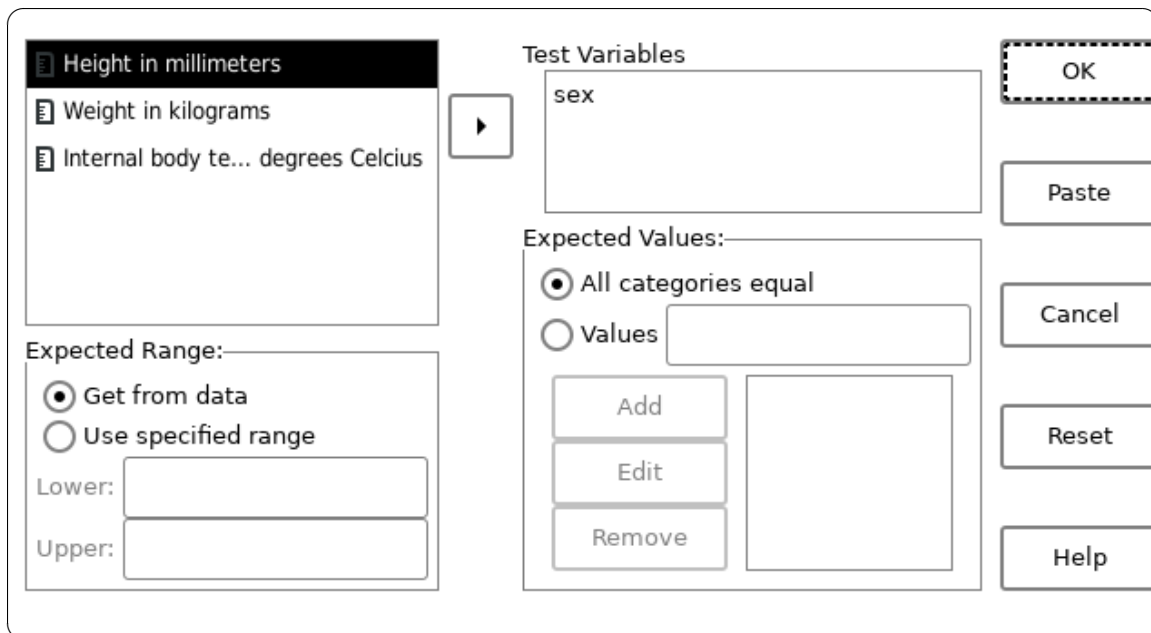 Height in millimeters
Weight in kilograms
Internal body te... degrees Celcius
Expected Range:
Get from data
Use specified range
Lower:
Upper:
Test Variables
sex
Expected Values:
All categories equal
Values
Add
Edit
Remove
OK
Paste
Cancel
Reset
Help